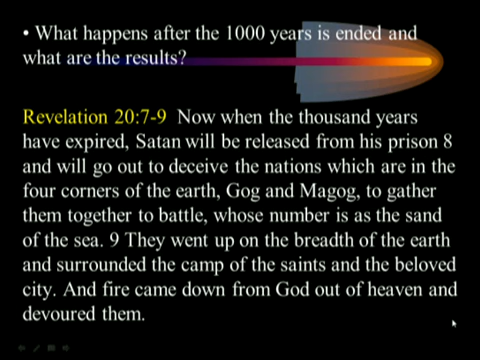 • What happens after the 1000 years is ended and
what are the results?
Revelation 20:7-9 Now when the thousand years
have expired, Satan will be released from his prison 8
and will go out to deceive the nations which are in the
four corners of the earth, Gog and Magog, to gather
them together to battle, whose number is as the sand
of the sea. 9 They went up on the breadth of the earth
and surrounded the camp of the saints and the beloved
city. And fire came down from God out of heaven and
devoured them.